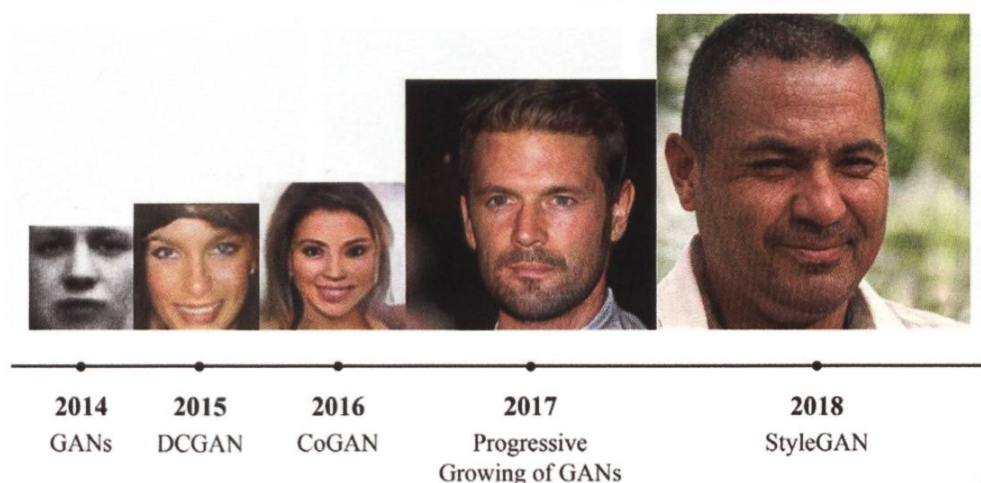 2014
GANs
2015
DCGAN
2016
CoGAN
2017
Progressive
Growing of GANs
2018
StyleGAN